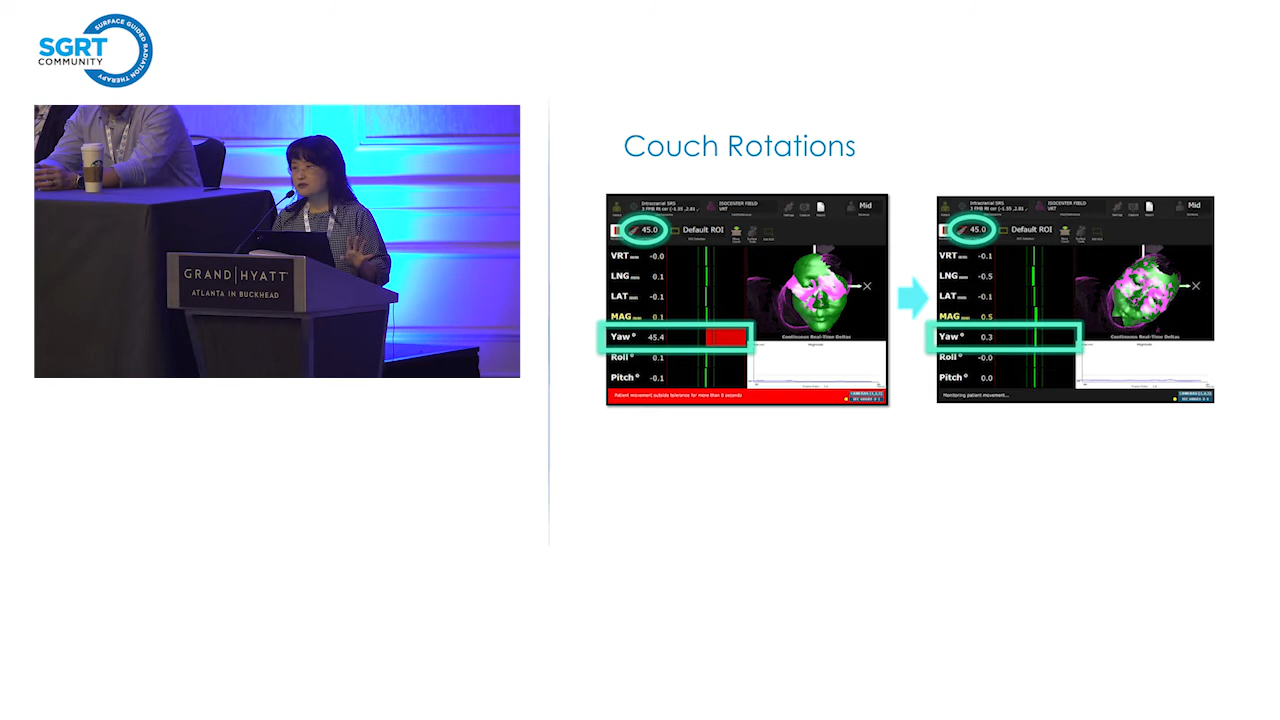 SURFACE GUIDED RADIATION THERAPY
SGRT
COMMUNITY
GRAND|HYATT
ATLANTA IN BUCKHEAD
Couch Rotations
Intracranial SRS
ISOCENTER FIELD
VRT
Mid
45.0
Default ROI
VRT -0.0
LNG 0.1
LAT -0.1
MAG 0.1
Yaw° 45.4
Roll° 0.1
Pitch° -0.1
Continuous Real-Time Deltas
Patient movement outside tolerance for more than 8 seconds
Intracranial SRS
ISOCENTER FIELD
VRT
Mid
45.0
Default ROI
VRT -0.1
LNG -0.5
LAT -0.1
MAG 0.5
Yaw° 0.3
Roll° -0.0
Pitch° 0.0
Continuous Real-Time Deltas
Monitoring patient movement...